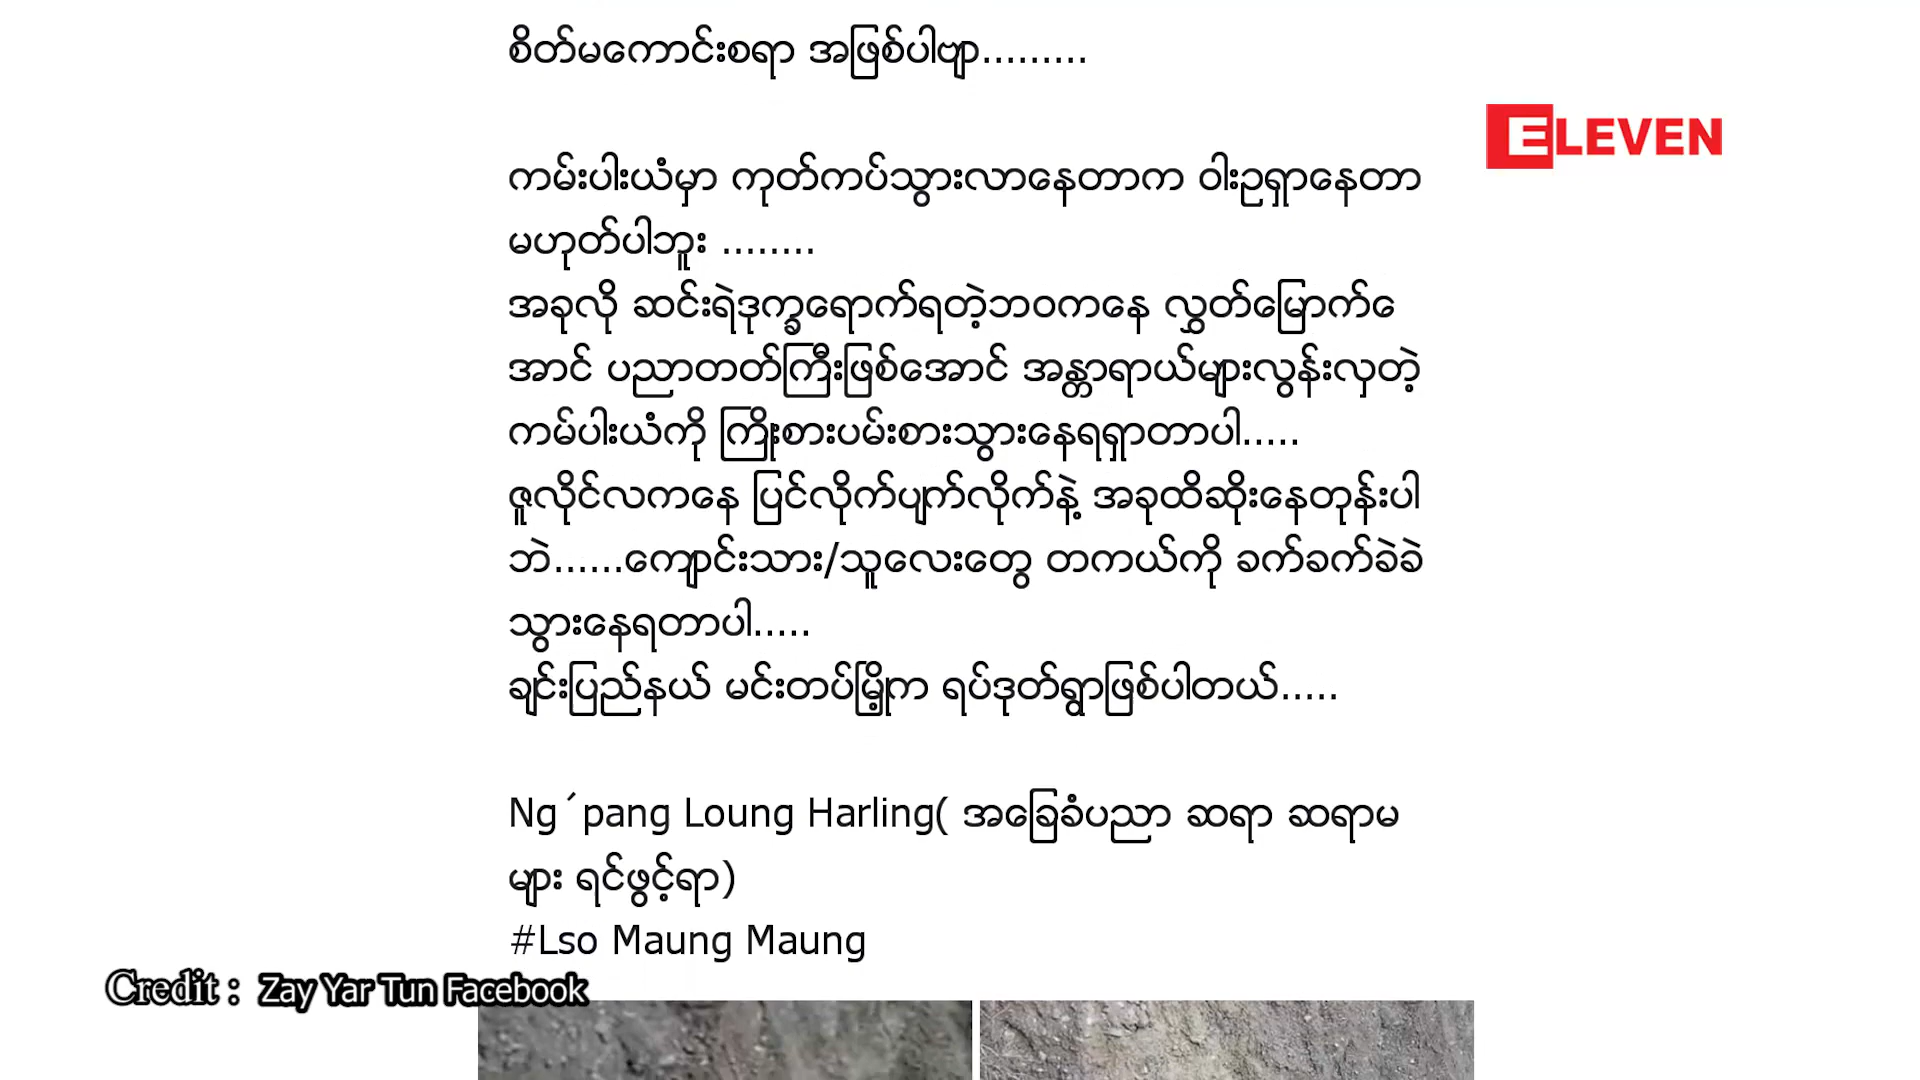 စိတ်မကောင်းစရာ အဖြစ်ပါဗျာ.........
ELEVEN
ကမ်းပါးယံမှာ ကုတ်ကပ်သွားလာနေတာက ဝါးဥရှာနေတာ
မဟုတ်ပါဘူး ........
အခုလို ဆင်းရဲဒုက္ခရောက်ရတဲ့ဘဝကနေ လွှတ်မြောက်ေ
အာင် ပညာတတ်ကြီးဖြစ်အောင် အန္တာရာယ်များလွန်းလှတဲ့
ကမ်ပါးယံကို ကြိုးစားပမ်းစားသွားနေရရှာတာပါ.....
ဇူလိုင်လကနေ ပြင်လိုက်ပျက်လိုက်နဲ့ အခုထိဆိုးနေတုန်းပါ
ဘဲ......ကျောင်းသား/သူလေးတွေ တကယ်ကို ခက်ခက်ခဲခဲ
သွားနေရတာပါ.....
ချင်းပြည်နယ် မင်းတပ်မြို့က ရပ်ဒုတ်ရွာဖြစ်ပါတယ်.....
Ng´pang Loung Harling( အခြေခံပညာ ဆရာ ဆရာမ
များ ရင်ဖွင့်ရာ)
#Lso Maung Maung
Credit : Zay Yar Tun Facebook